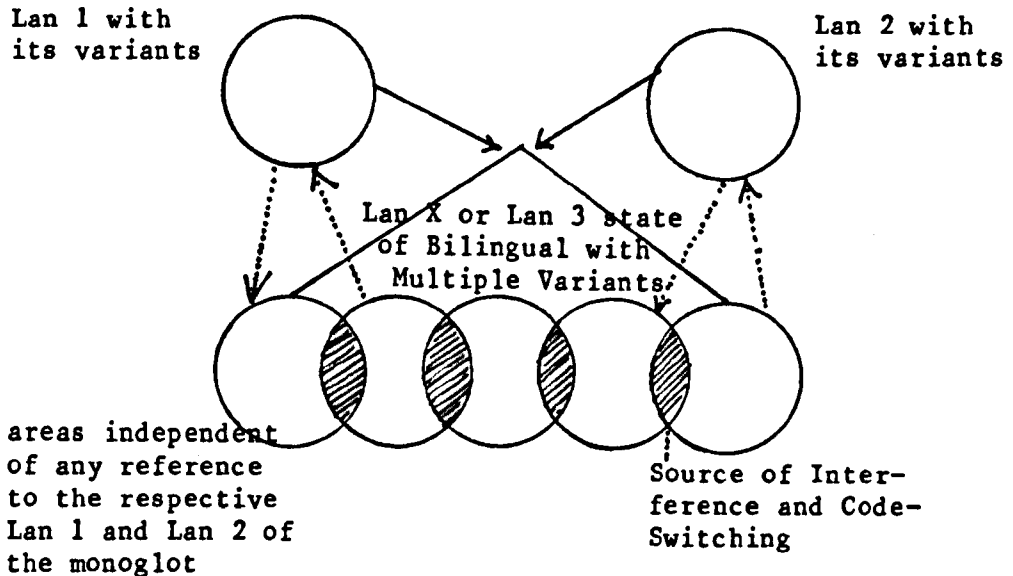 Lan 1 with
its variants
Lan 2 with
its variants
Lan X or Lan 3 state
of Bilingual with
Multiple Variants
areas independent
of any reference
to the respective
Lan 1 and Lan 2 of
the monoglot
Source of Inter-
ference and Code-
Switching